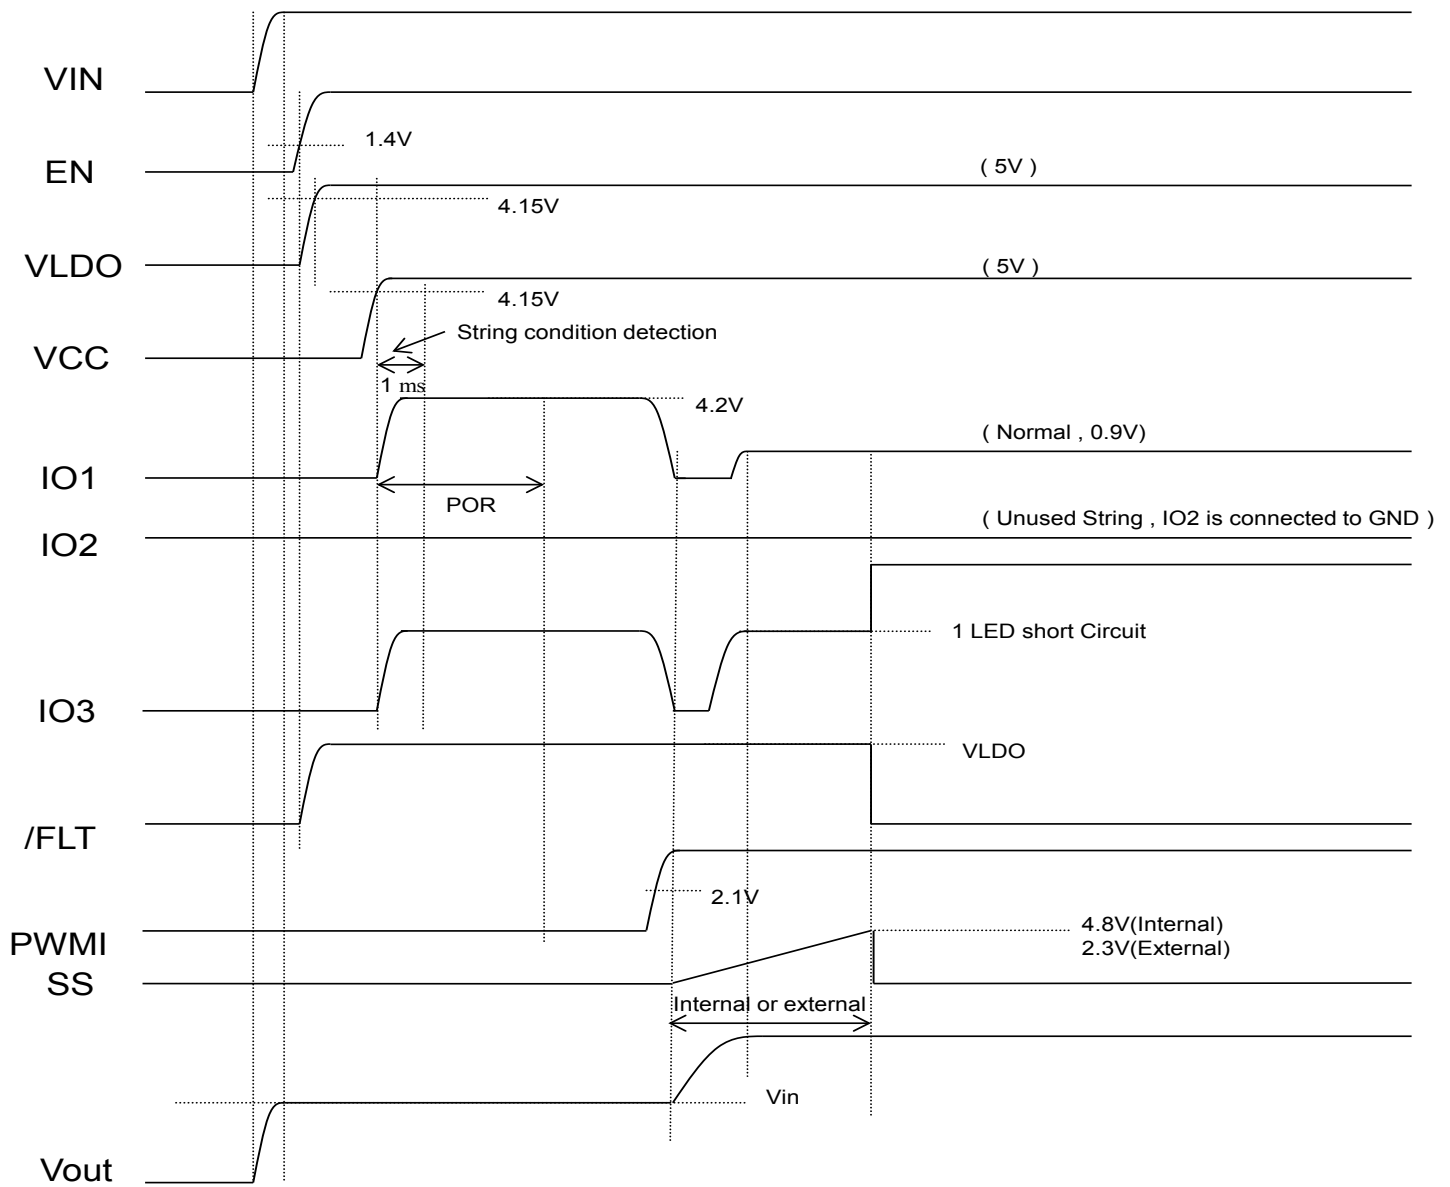 VIN
1.4V
EN
( 5V )
4.15V
VLDO
( 5V )
4.15V
String condition detection
VCC
1 ms
4.2V
( Normal , 0.9V)
IO1
POR
( Unused String , IO2 is connected to GND )
IO2
1 LED short Circuit
IO3
VLDO
/FLT
2.1V
4.8V(Internal)
PWMI
2.3V(External)
SS
Internal or external
Vin
Vout